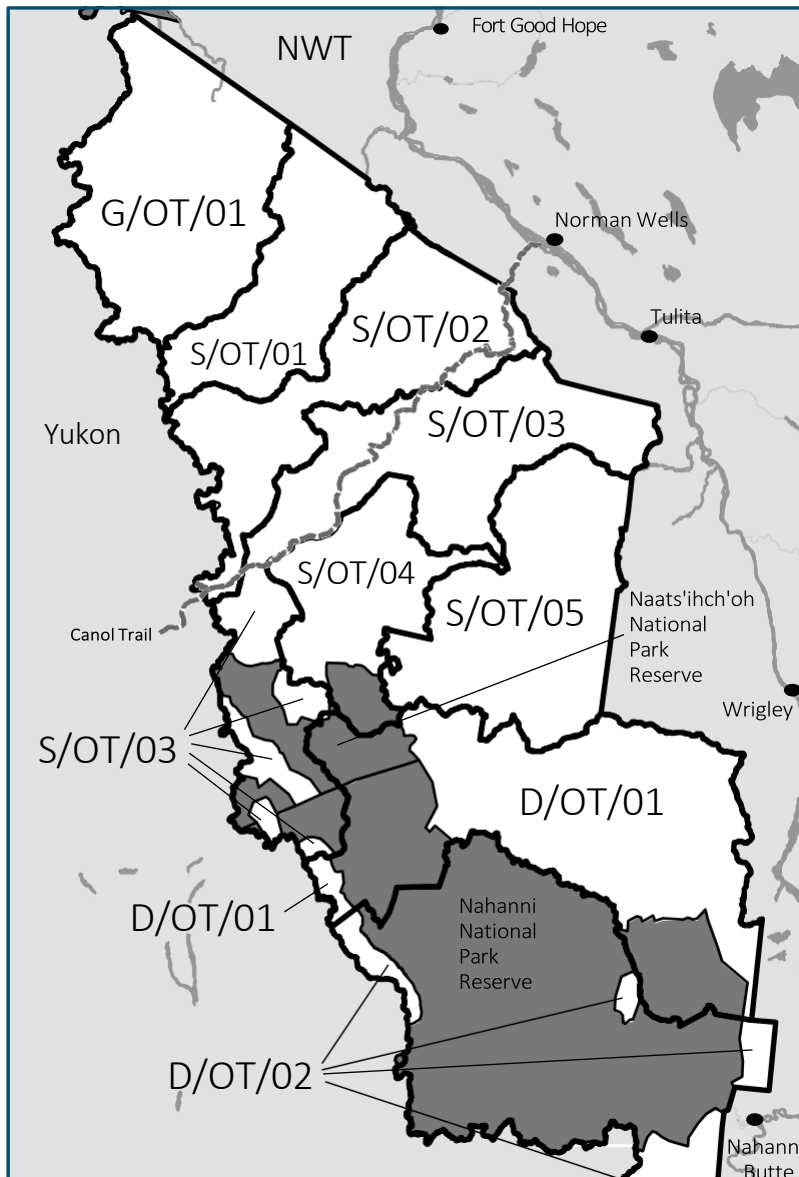 Fort Good Hope
NWT
G/OT/01
Norman Wells
Tulita
S/OT/02
S/OT/01
S/OT/03
Yukon
S/OT/04
Naats'ihch'oh
National
Park
Reserve
S/OT/05
Canol Trail
Wrigley
S/OT/03
D/OT/01
D/OT/01
Nahanni
National
Park
Reserve
D/OT/02
Nahann
Butte